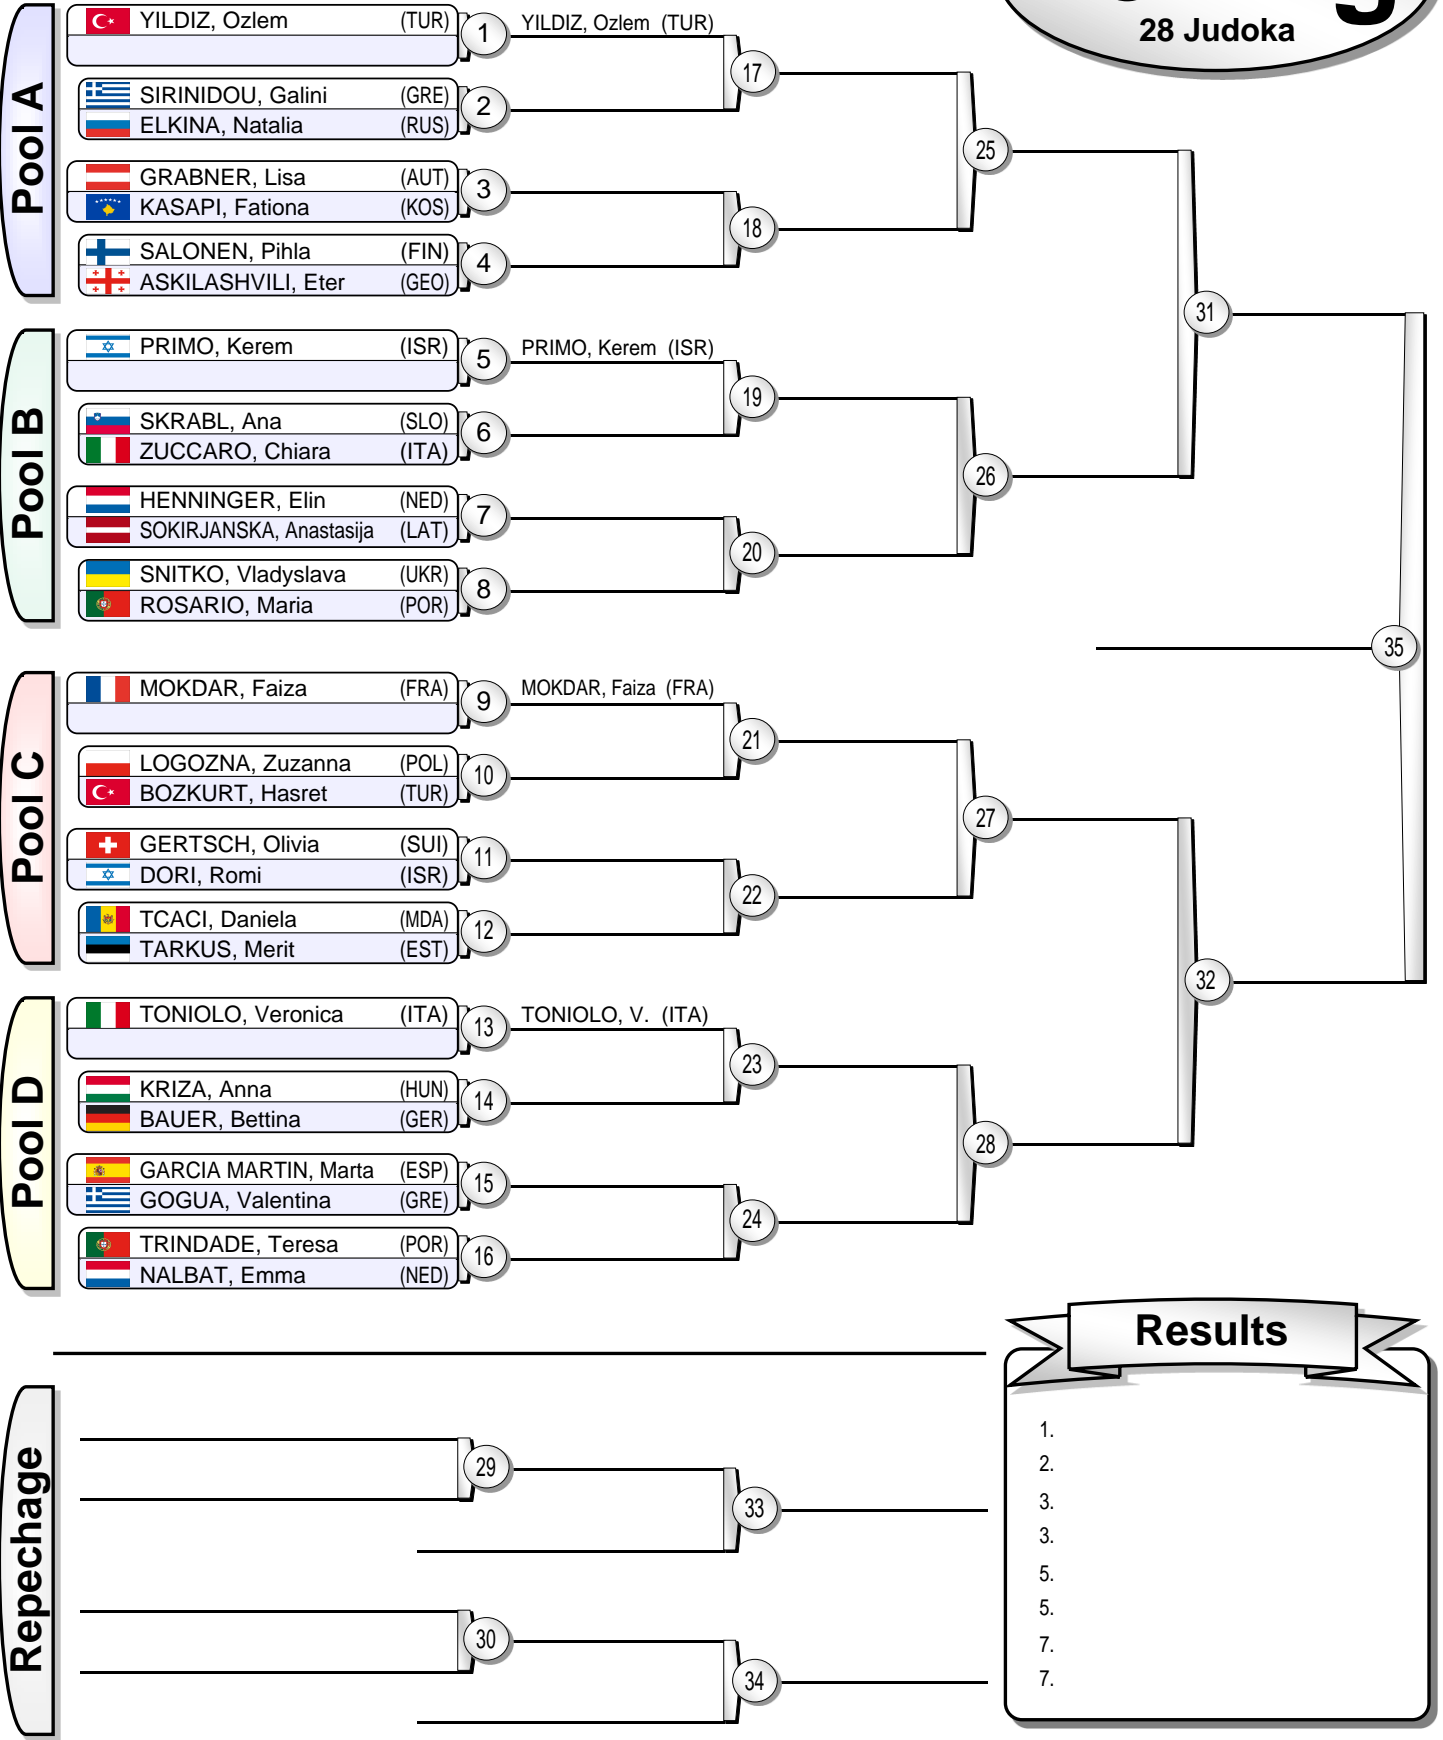 28 Judoka
Pool A
YILDIZ, Ozlem (TUR) 1 YILDIZ, Ozlem (TUR)
17
SIRINIDOU, Galini (GRE) 2
ELKINA, Natalia (RUS)
25
GRABNER, Lisa (AUT) 3
KASAPI, Fationa (KOS)
18
SALONEN, Pihla (FIN) 4
ASKILASHVILI, Eter (GEO)
31
Pool B
PRIMO, Kerem (ISR) 5 PRIMO, Kerem (ISR)
19
SKRABL, Ana (SLO) 6
ZUCCARO, Chiara (ITA)
26
HENNINGER, Elin (NED) 7
SOKIRJANSKA, Anastasija (LAT)
20
SNITKO, Vladyslava (UKR) 8
ROSARIO, Maria (POR)
35
Pool C
MOKDAR, Faiza (FRA) 9 MOKDAR, Faiza (FRA)
21
LOGOZNA, Zuzanna (POL) 10
BOZKURT, Hasret (TUR)
27
GERTSCH, Olivia (SUI) 11
DORI, Romi (ISR)
22
TCACI, Daniela (MDA) 12
TARKUS, Merit (EST)
32
Pool D
TONIOLO, Veronica (ITA) 13 TONIOLO, V. (ITA)
23
KRIZA, Anna (HUN) 14
BAUER, Bettina (GER)
28
GARCIA MARTIN, Marta (ESP) 15
GOGUA, Valentina (GRE)
24
TRINDADE, Teresa (POR) 16
NALBAT, Emma (NED)
Repechage
29
33
30
34
Results
1.
2.
3.
3.
5.
5.
7.
7.